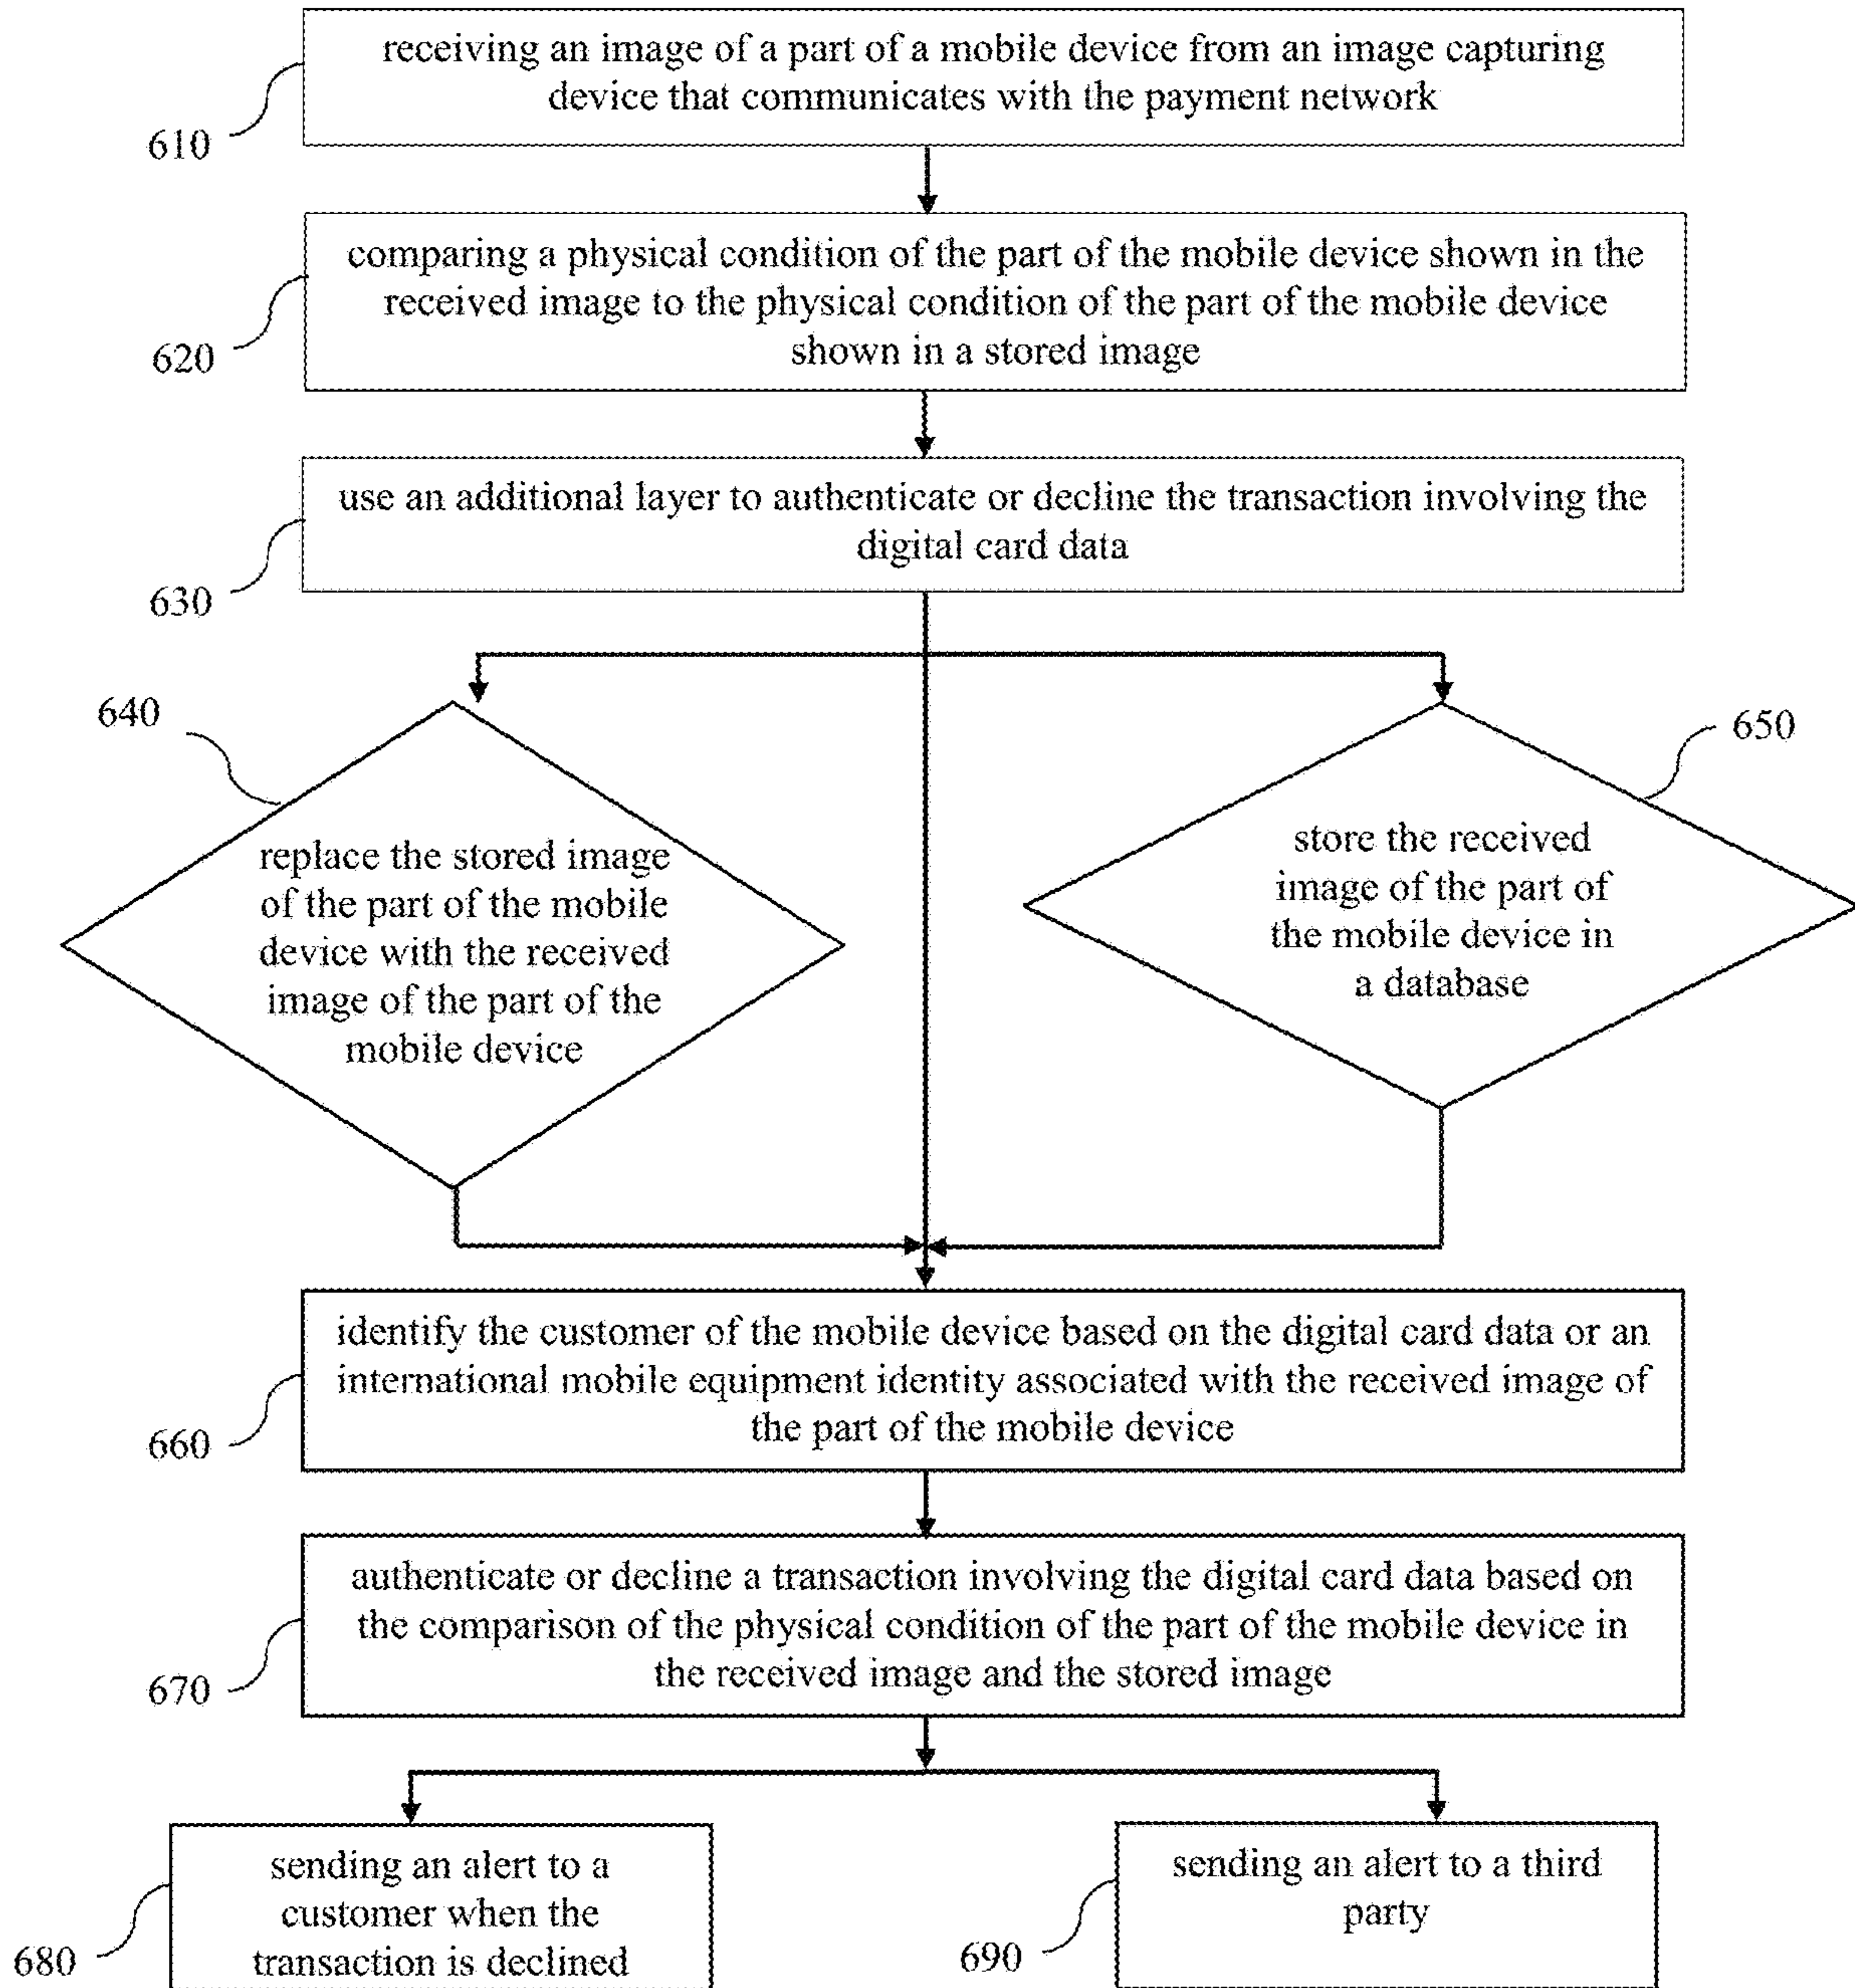 receiving an image of a part of a mobile device from an image capturing
device that communicates with the payment network
610
comparing a physical condition of the part of the mobile device shown in the
received image to the physical condition of the part of the mobile device
shown in a stored image
620
use an additional layer to authenticate or decline the transaction involving the
digital card data
630
640
replace the stored image
of the part of the mobile
device with the received
image of the part of the
mobile device
650
store the received
image of the part of
the mobile device in
a database
identify the customer of the mobile device based on the digital card data or an
international mobile equipment identity associated with the received image of
the part of the mobile device
660
authenticate or decline a transaction involving the digital card data based on
the comparison of the physical condition of the part of the mobile device in
the received image and the stored image
670
sending an alert to a
customer when the
transaction is declined
680
sending an alert to a third
party
690